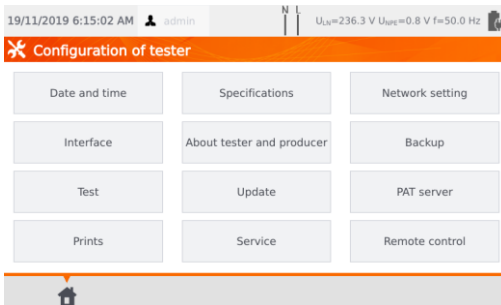 19/11/2019 6:15:02 AM admin N L U_LN=236.3 V U_NPE=0.8 V f=50.0 Hz
Configuration of tester
Date and time Specifications Network setting
Interface About tester and producer Backup
Test Update PAT server
Prints Service Remote control